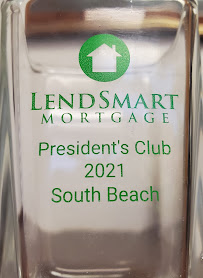 LENDSMART
MORTGAGE
President's Club
2021
South Beach